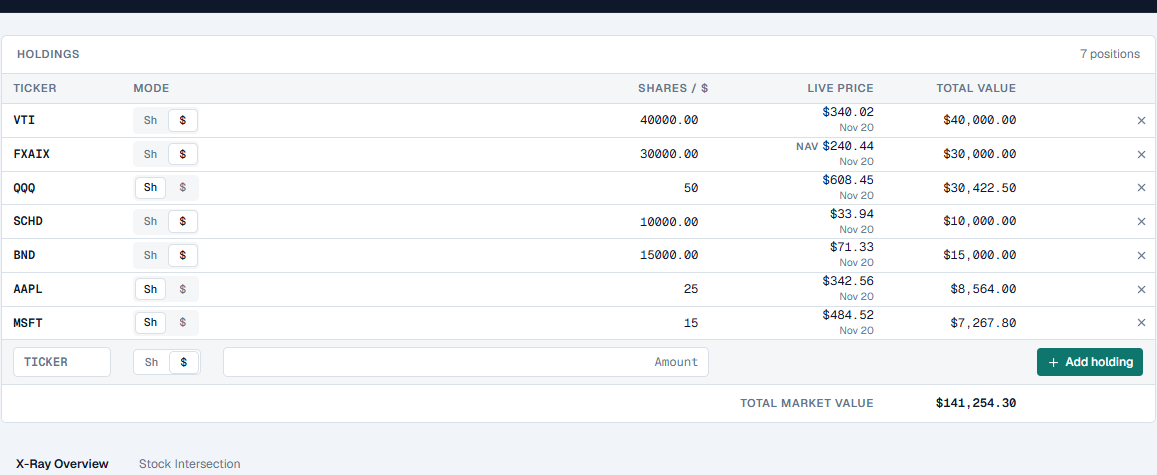 HOLDINGS 7 positions
TICKER MODE SHARES / $ LIVE PRICE TOTAL VALUE
VTI Sh $ 40000.00 $340.02 $40,000.00 ×
Nov 20
FXAIX Sh $ 30000.00 NAV $240.44 $30,000.00 ×
Nov 20
QQQ Sh $ 50 $608.45 $30,422.50 ×
Nov 20
SCHD Sh $ 10000.00 $33.94 $10,000.00 ×
Nov 20
BND Sh $ 15000.00 $71.33 $15,000.00 ×
Nov 20
AAPL Sh $ 25 $342.56 $8,564.00 ×
Nov 20
MSFT Sh $ 15 $484.52 $7,267.80 ×
Nov 20
TICKER Sh $ Amount + Add holding
TOTAL MARKET VALUE $141,254.30
X-Ray Overview Stock Intersection